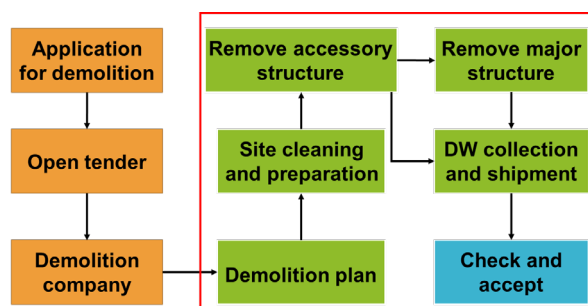 Application
for demolition
Open tender
Demolition
company
Demolition plan
Site cleaning
and preparation
Remove accessory
structure
Remove major
structure
DW collection
and shipment
Check and
accept